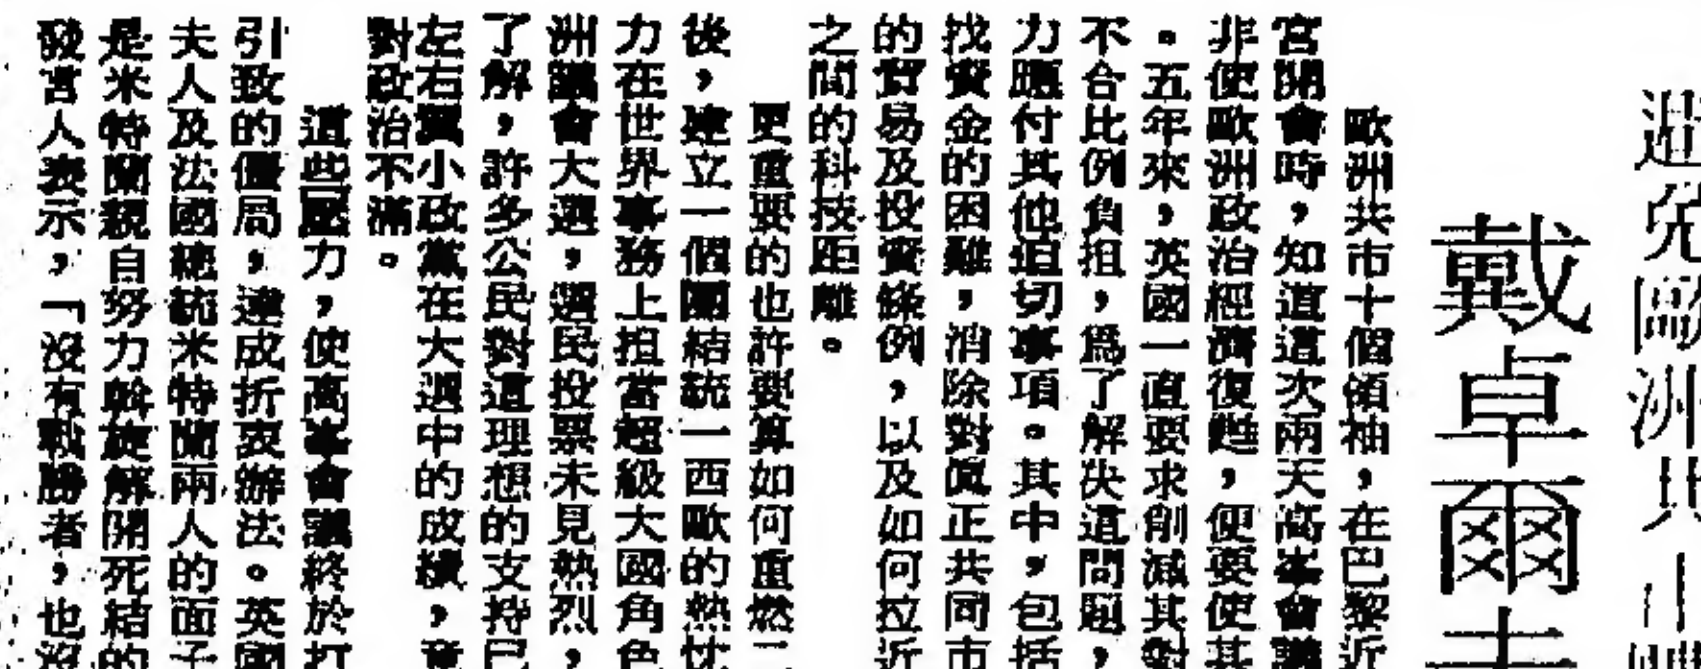 避免歐洲共市
戴卓爾夫
歐洲共市十個領袖，在巴黎近
宮開會時，知道這次兩天高峯會議
非使歐洲政治經濟復甦，便要使其
。五年來，英國一直要求削減其對
不合比例負担，爲了解决這問題，
力應付其他迫切事項。其中，包括
找資金的困難，消除對眞正共同市
的貿易及投資條例，以及如何拉近
之間的科技距離。
更重要的也許要算如何重燃二
後，建立一個團結統一西歐的熱忱
力在世界事務上担當超級大國角色
洲議會大選，選民投票未見熱烈，
了解，許多公民對這理想的支持已
左右翼小政黨在大選中的成績，竟
對政治不滿。
這些壓力，使高峯會議終於打
引致的僵局，達成折衷辦法。英國
夫人及法國總統米特蘭兩人的面子
是米特蘭親自努力斡旋解開死結的
發言人表示，「沒有戰勝者，也沒